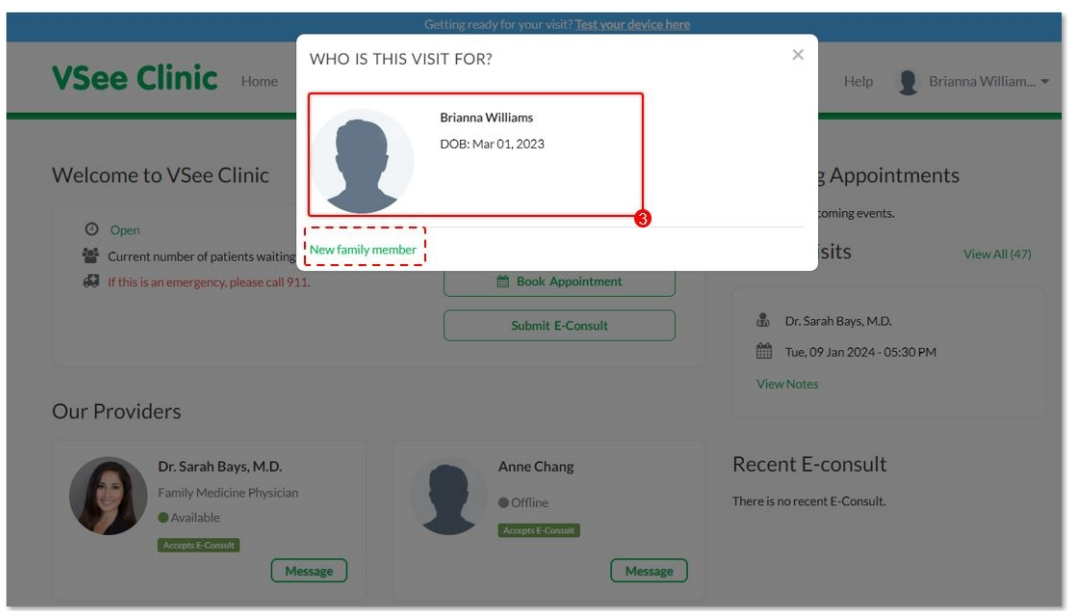 Getting ready for your visit? Test your device here
WHO IS THIS VISIT FOR?
×
VSee Clinic
Home
Help
Brianna William...
Brianna Williams
DOB: Mar 01, 2023
3
New family member
Welcome to VSee Clinic
Open
Current number of patients waiting
If this is an emergency, please call 911.
Book Appointment
Submit E-Consult
Appointments
coming events.
sits
View All (47)
Dr. Sarah Bays, M.D.
Tue, 09 Jan 2024 - 05:30 PM
View Notes
Our Providers
Dr. Sarah Bays, M.D.
Family Medicine Physician
Available
Accepts E-Consult
Message
Anne Chang
Offline
Accepts E-Consult
Message
Recent E-consult
There is no recent E-Consult.